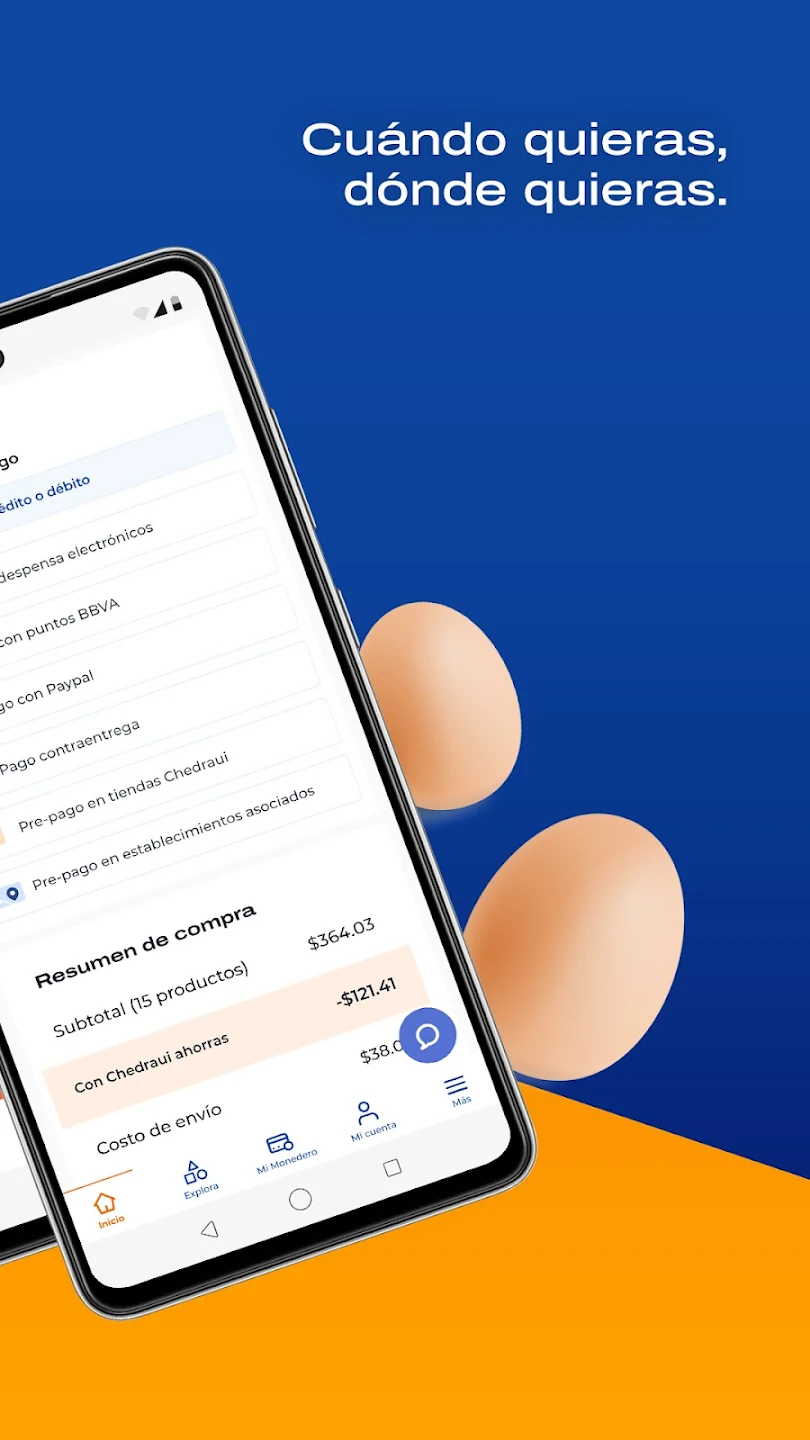 Cuándo quieras,
dónde quieras.
go
édito o débito
despensa electrónicos
con puntos BBVA
go con Paypal
Pago contraentrega
Pre-pago en tiendas Chedraui
Pre-pago en establecimientos asociados
Resumen de compra
Subtotal (15 productos) $364.03
Con Chedraui ahorras -$121.41
Costo de envío $38.0
Inicio
Explora
Mi Monedero
Mi cuenta
Más